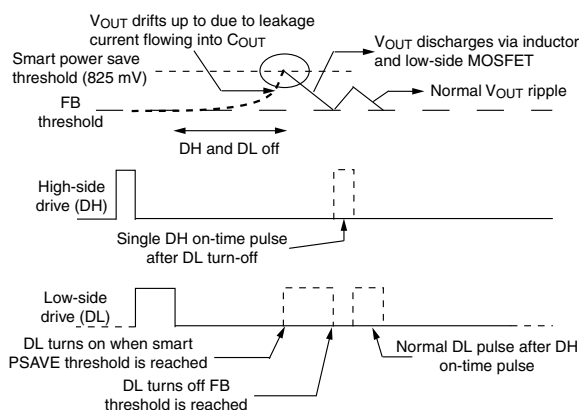 VOUT drifts up to due to leakage
current flowing into COUT
Smart power save
threshold (825 mV)
VOUT discharges via inductor
and low-side MOSFET
FB
threshold
Normal VOUT ripple
DH and DL off
High-side
drive (DH)
Single DH on-time pulse
after DL turn-off
Low-side
drive (DL)
DL turns on when smart
PSAVE threshold is reached
Normal DL pulse after DH
on-time pulse
DL turns off FB
threshold is reached